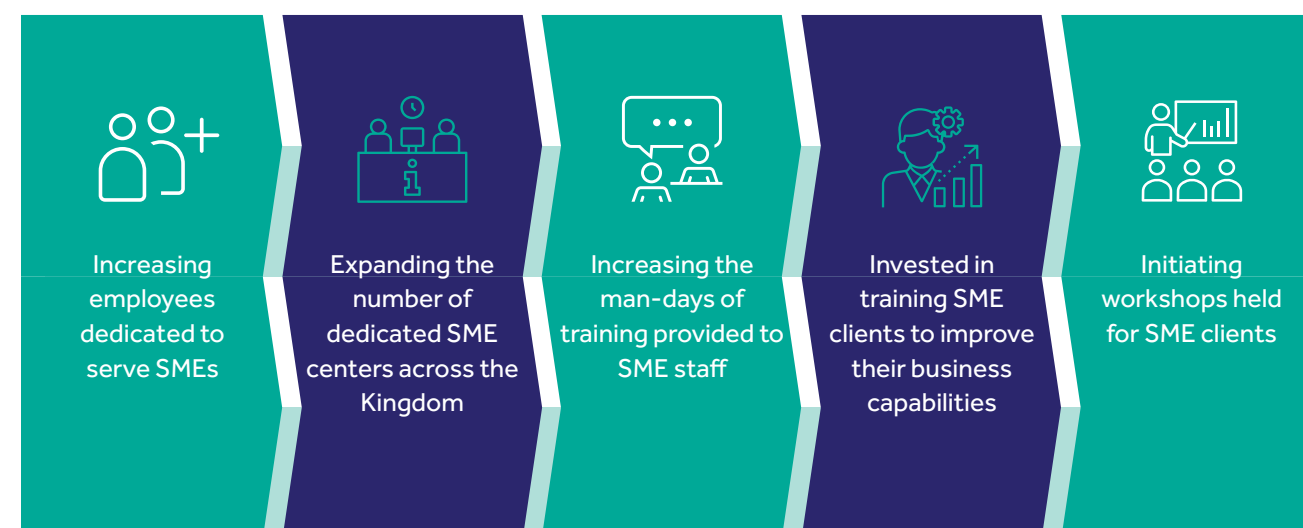 Increasing
employees
dedicated to
serve SMEs
Expanding the
number of
dedicated SME
centers across the
Kingdom
Increasing the
man-days of
training provided to
SME staff
Invested in
training SME
clients to improve
their business
capabilities
Initiating
workshops held
for SME clients